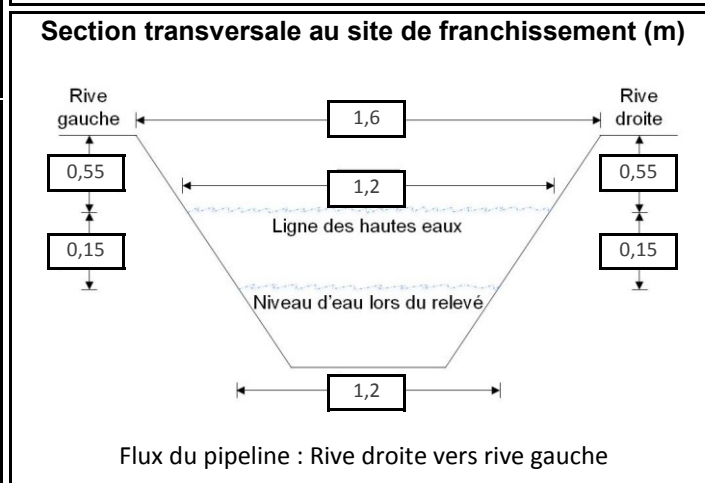 Section transversale au site de franchissement (m)
Rive gauche
1,6
Rive droite
0,55
1,2
0,55
Ligne des hautes eaux
0,15
0,15
Niveau d'eau lors du relevé
1,2
Flux du pipeline : Rive droite vers rive gauche